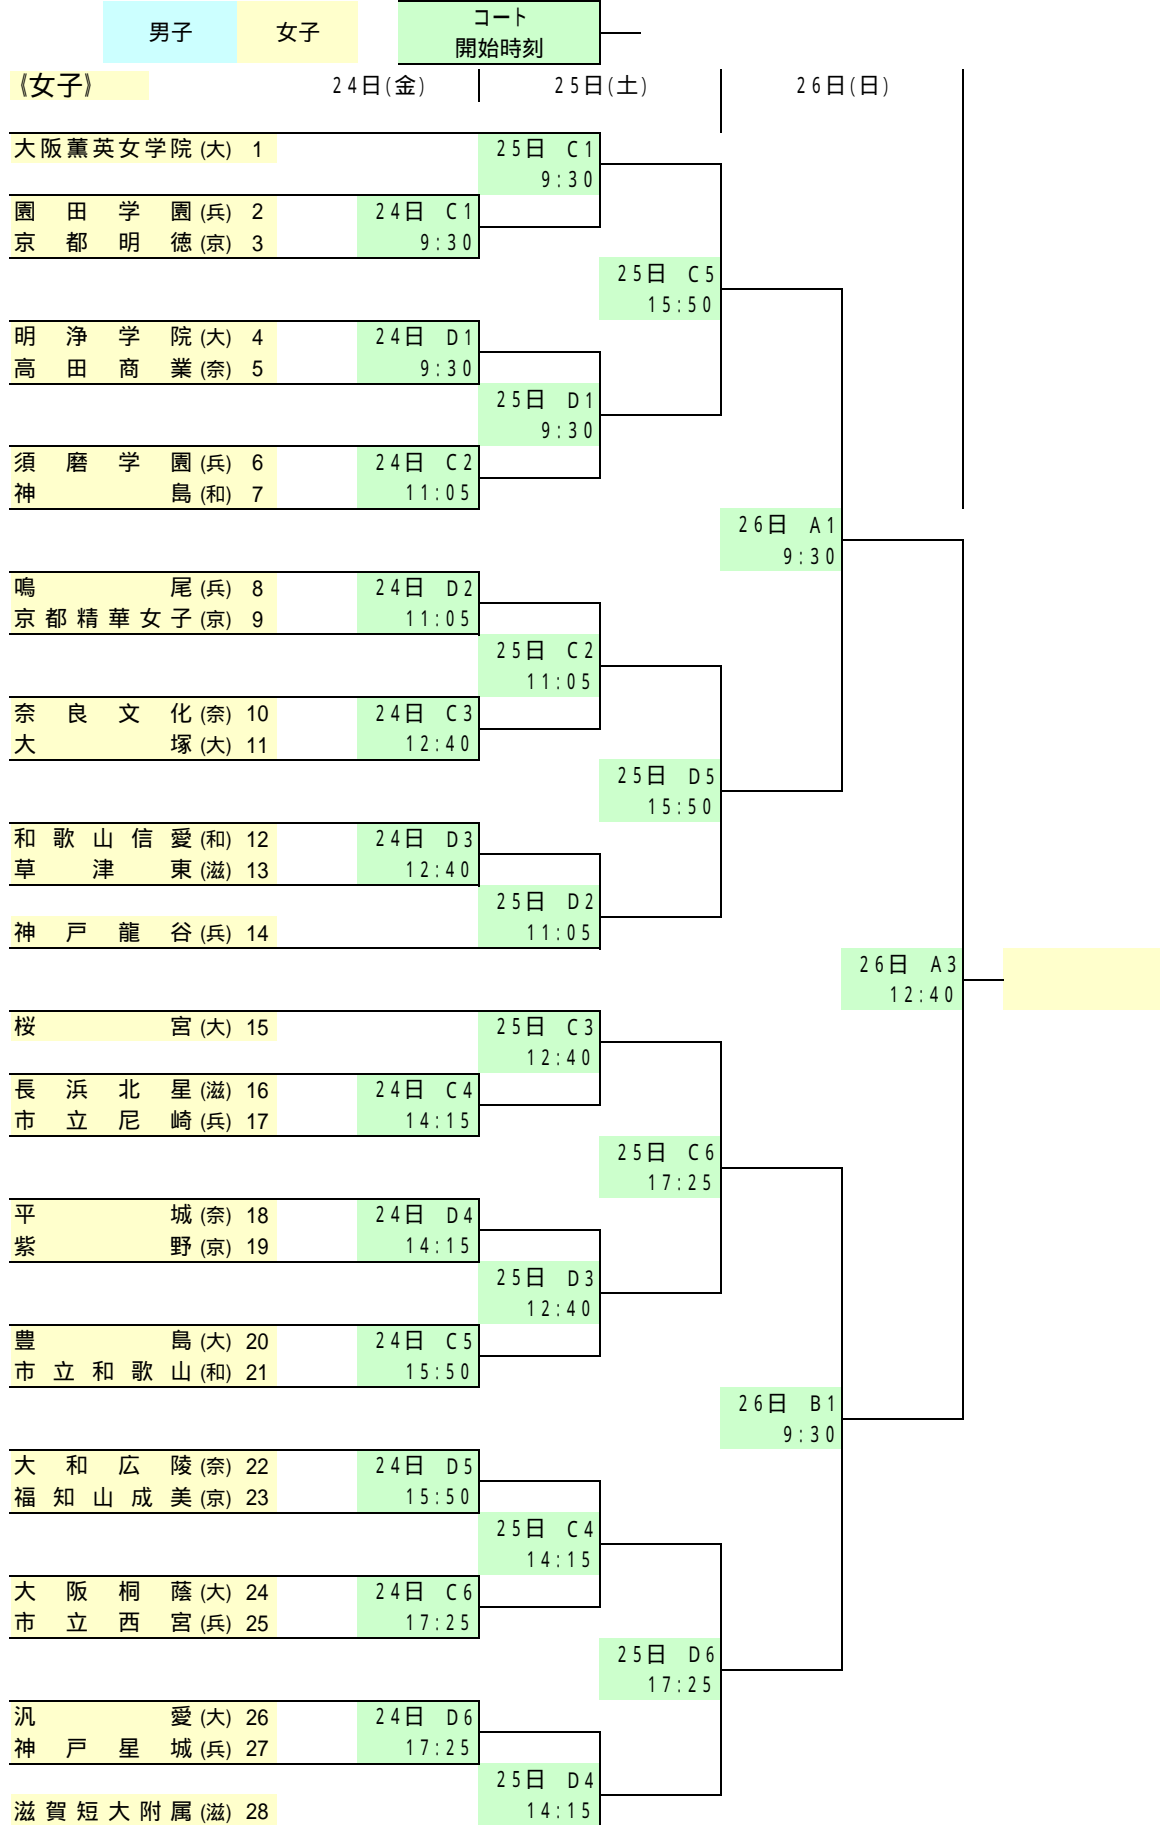 男子 女子 コート
開始時刻
《女子》 24日(金) 25日(土) 26日(日)
大阪薫英女学院 (大) 1 25日 C1
9:30
園田学園 (兵) 2 24日 C1
京都明徳 (京) 3 9:30
25日 C5
15:50
明浄学院 (大) 4 24日 D1
高田商業 (奈) 5 9:30
25日 D1
9:30
須磨学園 (兵) 6 24日 C2
神島 (和) 7 11:05
26日 A1
9:30
鳴尾 (兵) 8 24日 D2
京都精華女子 (京) 9 11:05
25日 C2
11:05
奈良文化 (奈) 10 24日 C3
大塚 (大) 11 12:40
25日 D5
15:50
和歌山信愛 (和) 12 24日 D3
草津東 (滋) 13 12:40
25日 D2
神戸龍谷 (兵) 14 11:05
26日 A3
12:40
桜宮 (大) 15 25日 C3
12:40
長浜北星 (滋) 16 24日 C4
市立尼崎 (兵) 17 14:15
25日 C6
17:25
平城 (奈) 18 24日 D4
紫野 (京) 19 14:15
25日 D3
12:40
豊島 (大) 20 24日 C5
市立和歌山 (和) 21 15:50
26日 B1
9:30
大和広陵 (奈) 22 24日 D5
福知山成美 (京) 23 15:50
25日 C4
14:15
大阪桐蔭 (大) 24 24日 C6
市立西宮 (兵) 25 17:25
25日 D6
17:25
汎愛 (大) 26 24日 D6
神戸星城 (兵) 27 17:25
25日 D4
滋賀短大附属 (滋) 28 14:15